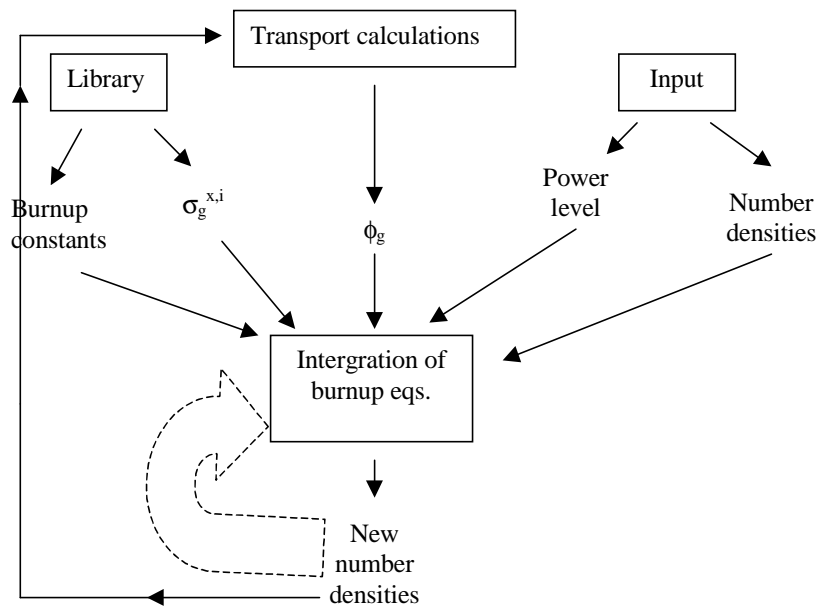 Transport calculations
Library
Input
Burnup
constants
σg^x,i
ϕg
Power
level
Number
densities
Intergration of
burnup eqs.
New
number
densities